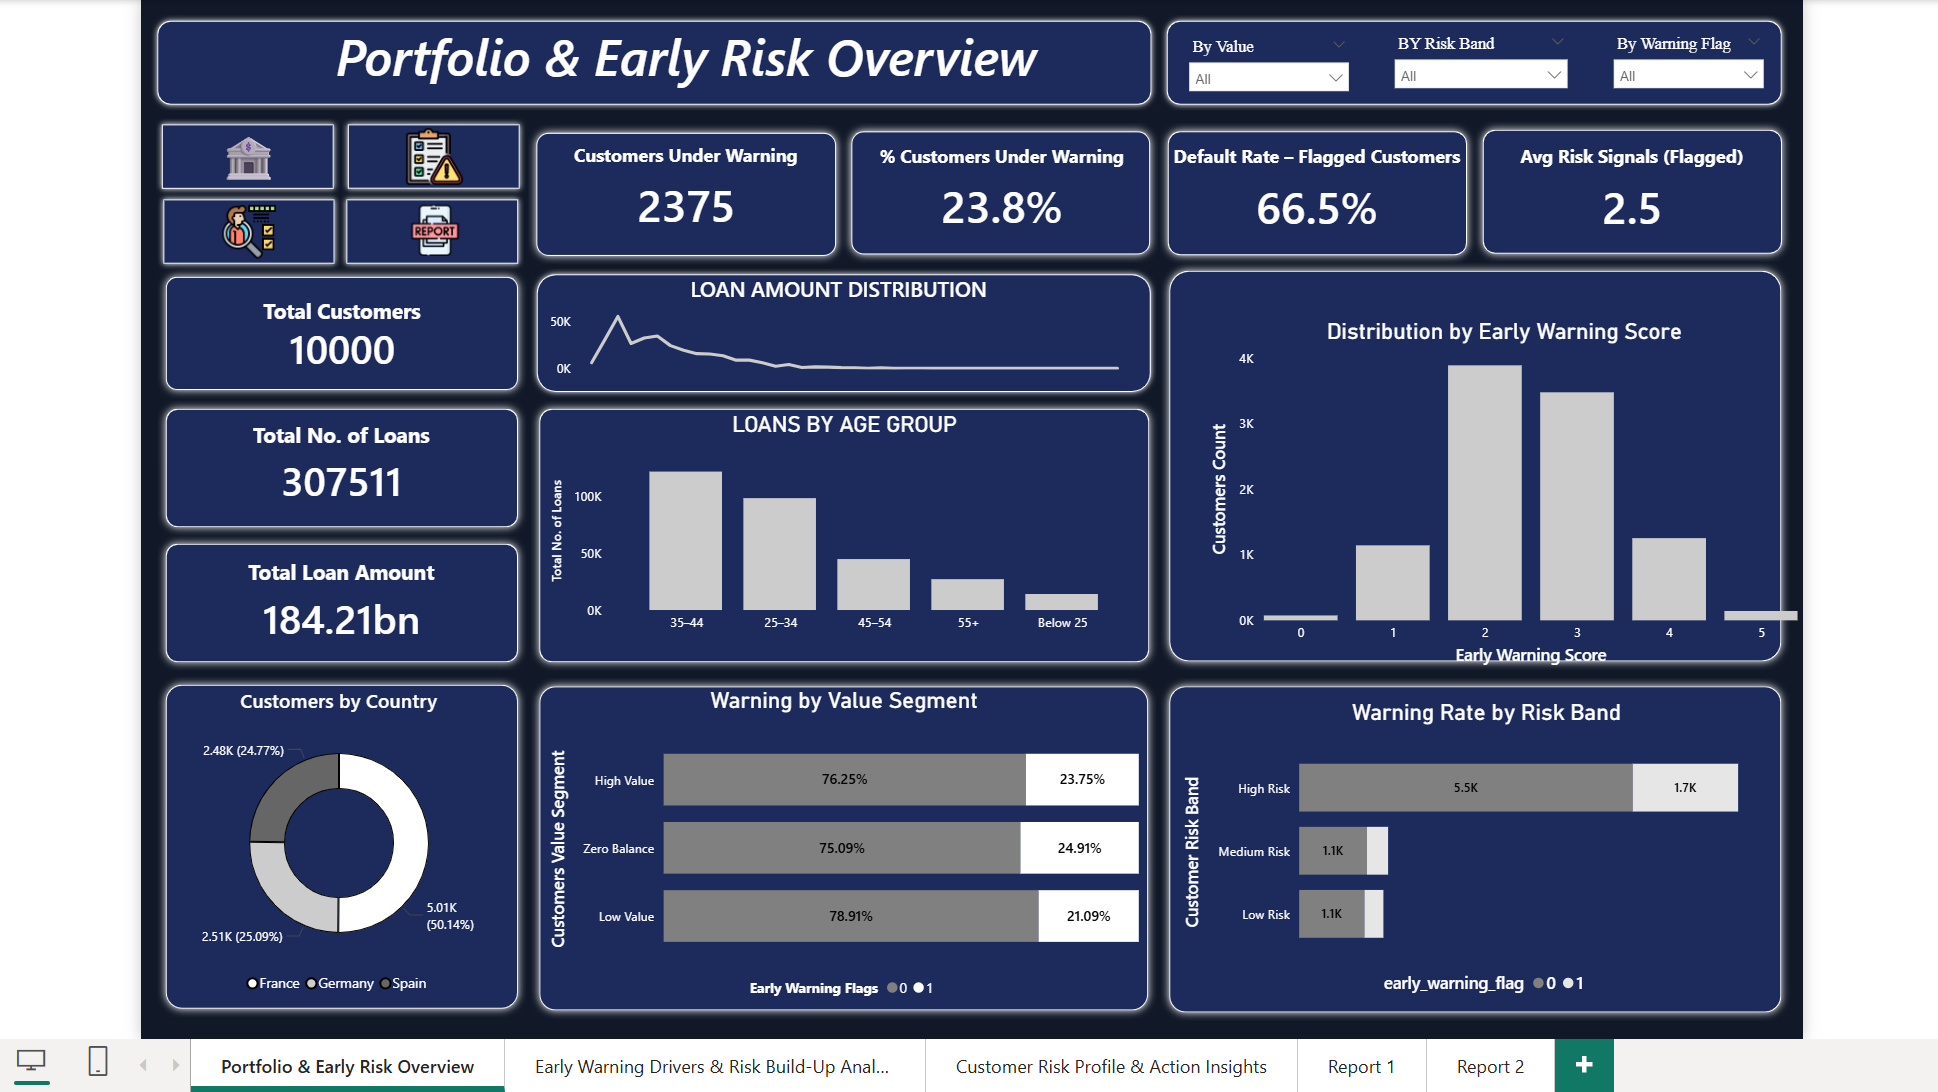 Portfolio & Early Risk Overview
By Value
All
BY Risk Band
All
By Warning Flag
All
REPORT
Customers Under Warning
2375
% Customers Under Warning
23.8%
Default Rate – Flagged Customers
66.5%
Avg Risk Signals (Flagged)
2.5
Total Customers
10000
Total No. of Loans
307511
Total Loan Amount
184.21bn
LOAN AMOUNT DISTRIBUTION
50K
0K
LOANS BY AGE GROUP
Total No. of Loans
100K
50K
0K
35–44 25–34 45–54 55+ Below 25
Distribution by Early Warning Score
Customers Count
4K
3K
2K
1K
0K
0 1 2 3 4 5
Early Warning Score
Customers by Country
2.48K (24.77%)
5.01K
(50.14%)
2.51K (25.09%)
France Germany Spain
Warning by Value Segment
Customers Value Segment
High Value 76.25% 23.75%
Zero Balance 75.09% 24.91%
Low Value 78.91% 21.09%
Early Warning Flags 0 1
Warning Rate by Risk Band
Customer Risk Band
High Risk 5.5K 1.7K
Medium Risk 1.1K
Low Risk 1.1K
early_warning_flag 0 1
Portfolio & Early Risk Overview
Early Warning Drivers & Risk Build-Up Anal...
Customer Risk Profile & Action Insights
Report 1
Report 2
+